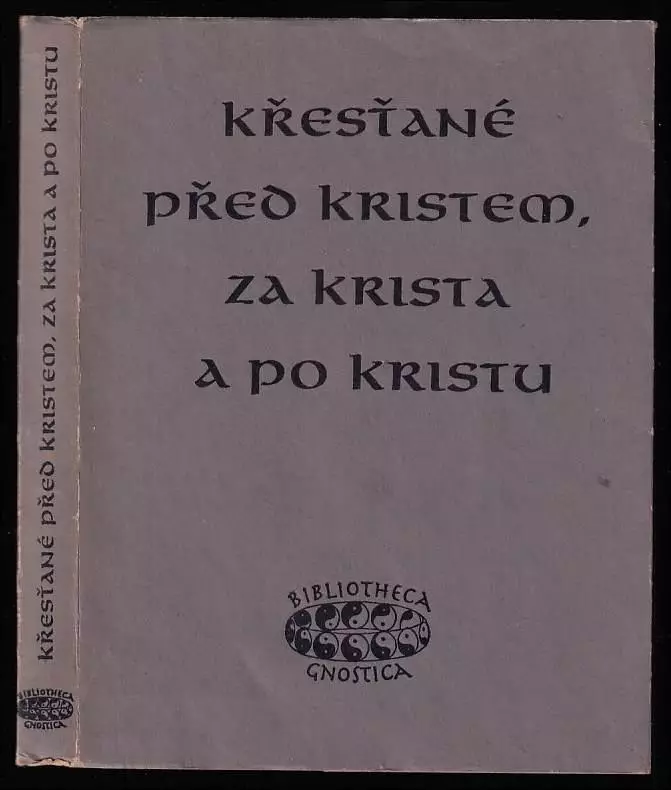 KŘESŤANÉ
PŘED KRISTEM,
ZA KRISTA
A PO KRISTU
BIBLIOTHECA
GNOSTICA
KŘESŤANÉ PŘED KRISTEM, ZA KRISTA A PO KRISTU
BIBLIOTHECA
GNOSTICA